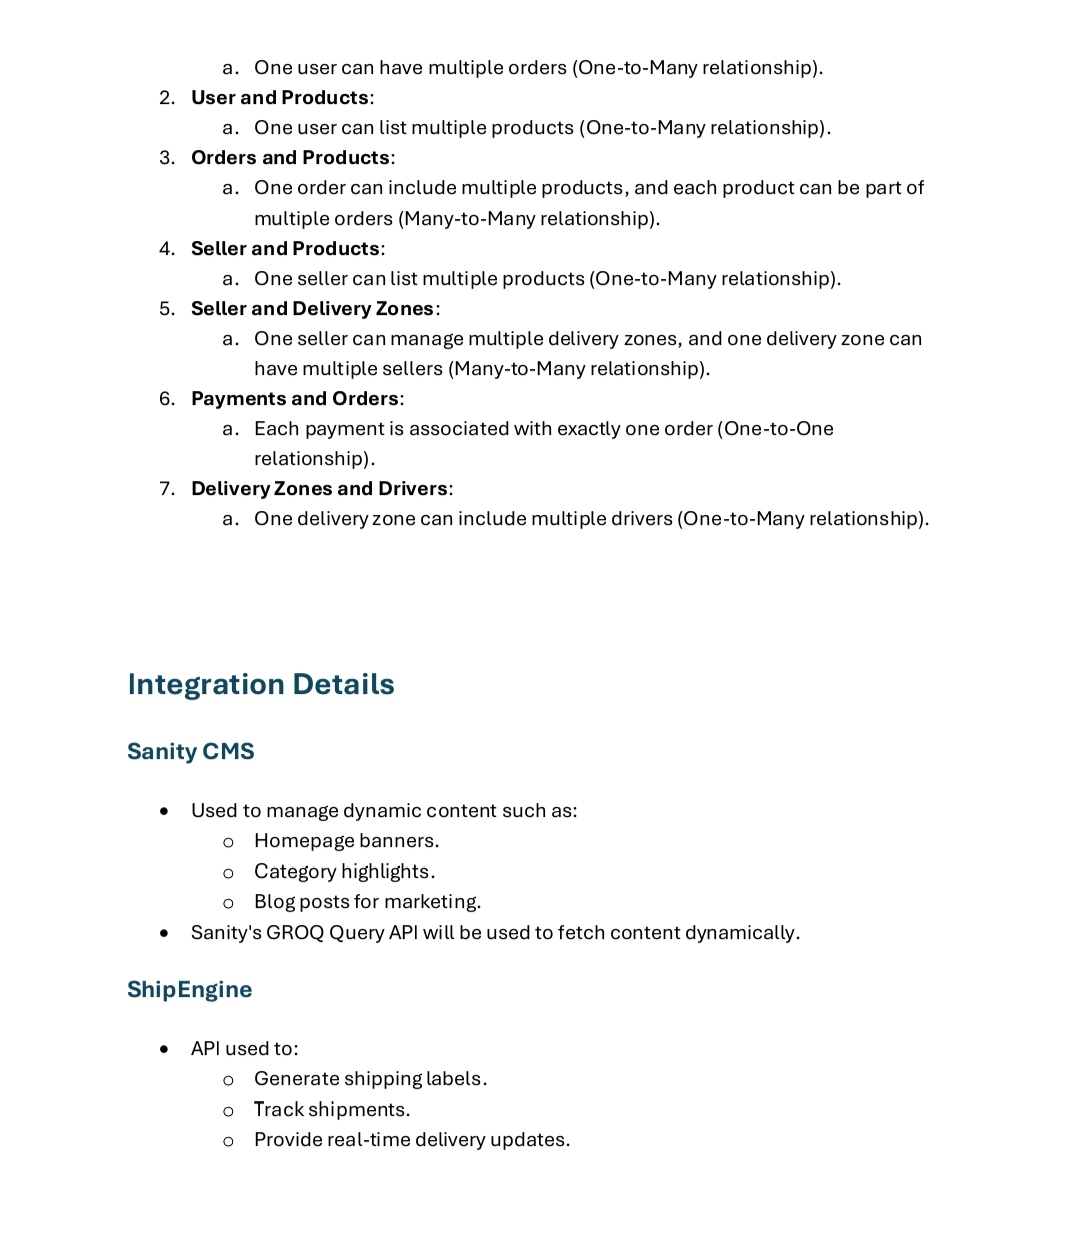 a. One user can have multiple orders (One-to-Many relationship).
2. User and Products:
a. One user can list multiple products (One-to-Many relationship).
3. Orders and Products:
a. One order can include multiple products, and each product can be part of
multiple orders (Many-to-Many relationship).
4. Seller and Products:
a. One seller can list multiple products (One-to-Many relationship).
5. Seller and Delivery Zones:
a. One seller can manage multiple delivery zones, and one delivery zone can
have multiple sellers (Many-to-Many relationship).
6. Payments and Orders:
a. Each payment is associated with exactly one order (One-to-One
relationship).
7. Delivery Zones and Drivers:
a. One delivery zone can include multiple drivers (One-to-Many relationship).
Integration Details
Sanity CMS
• Used to manage dynamic content such as:
o Homepage banners.
o Category highlights.
o Blog posts for marketing.
• Sanity's GROQ Query API will be used to fetch content dynamically.
ShipEngine
• API used to:
o Generate shipping labels.
o Track shipments.
o Provide real-time delivery updates.